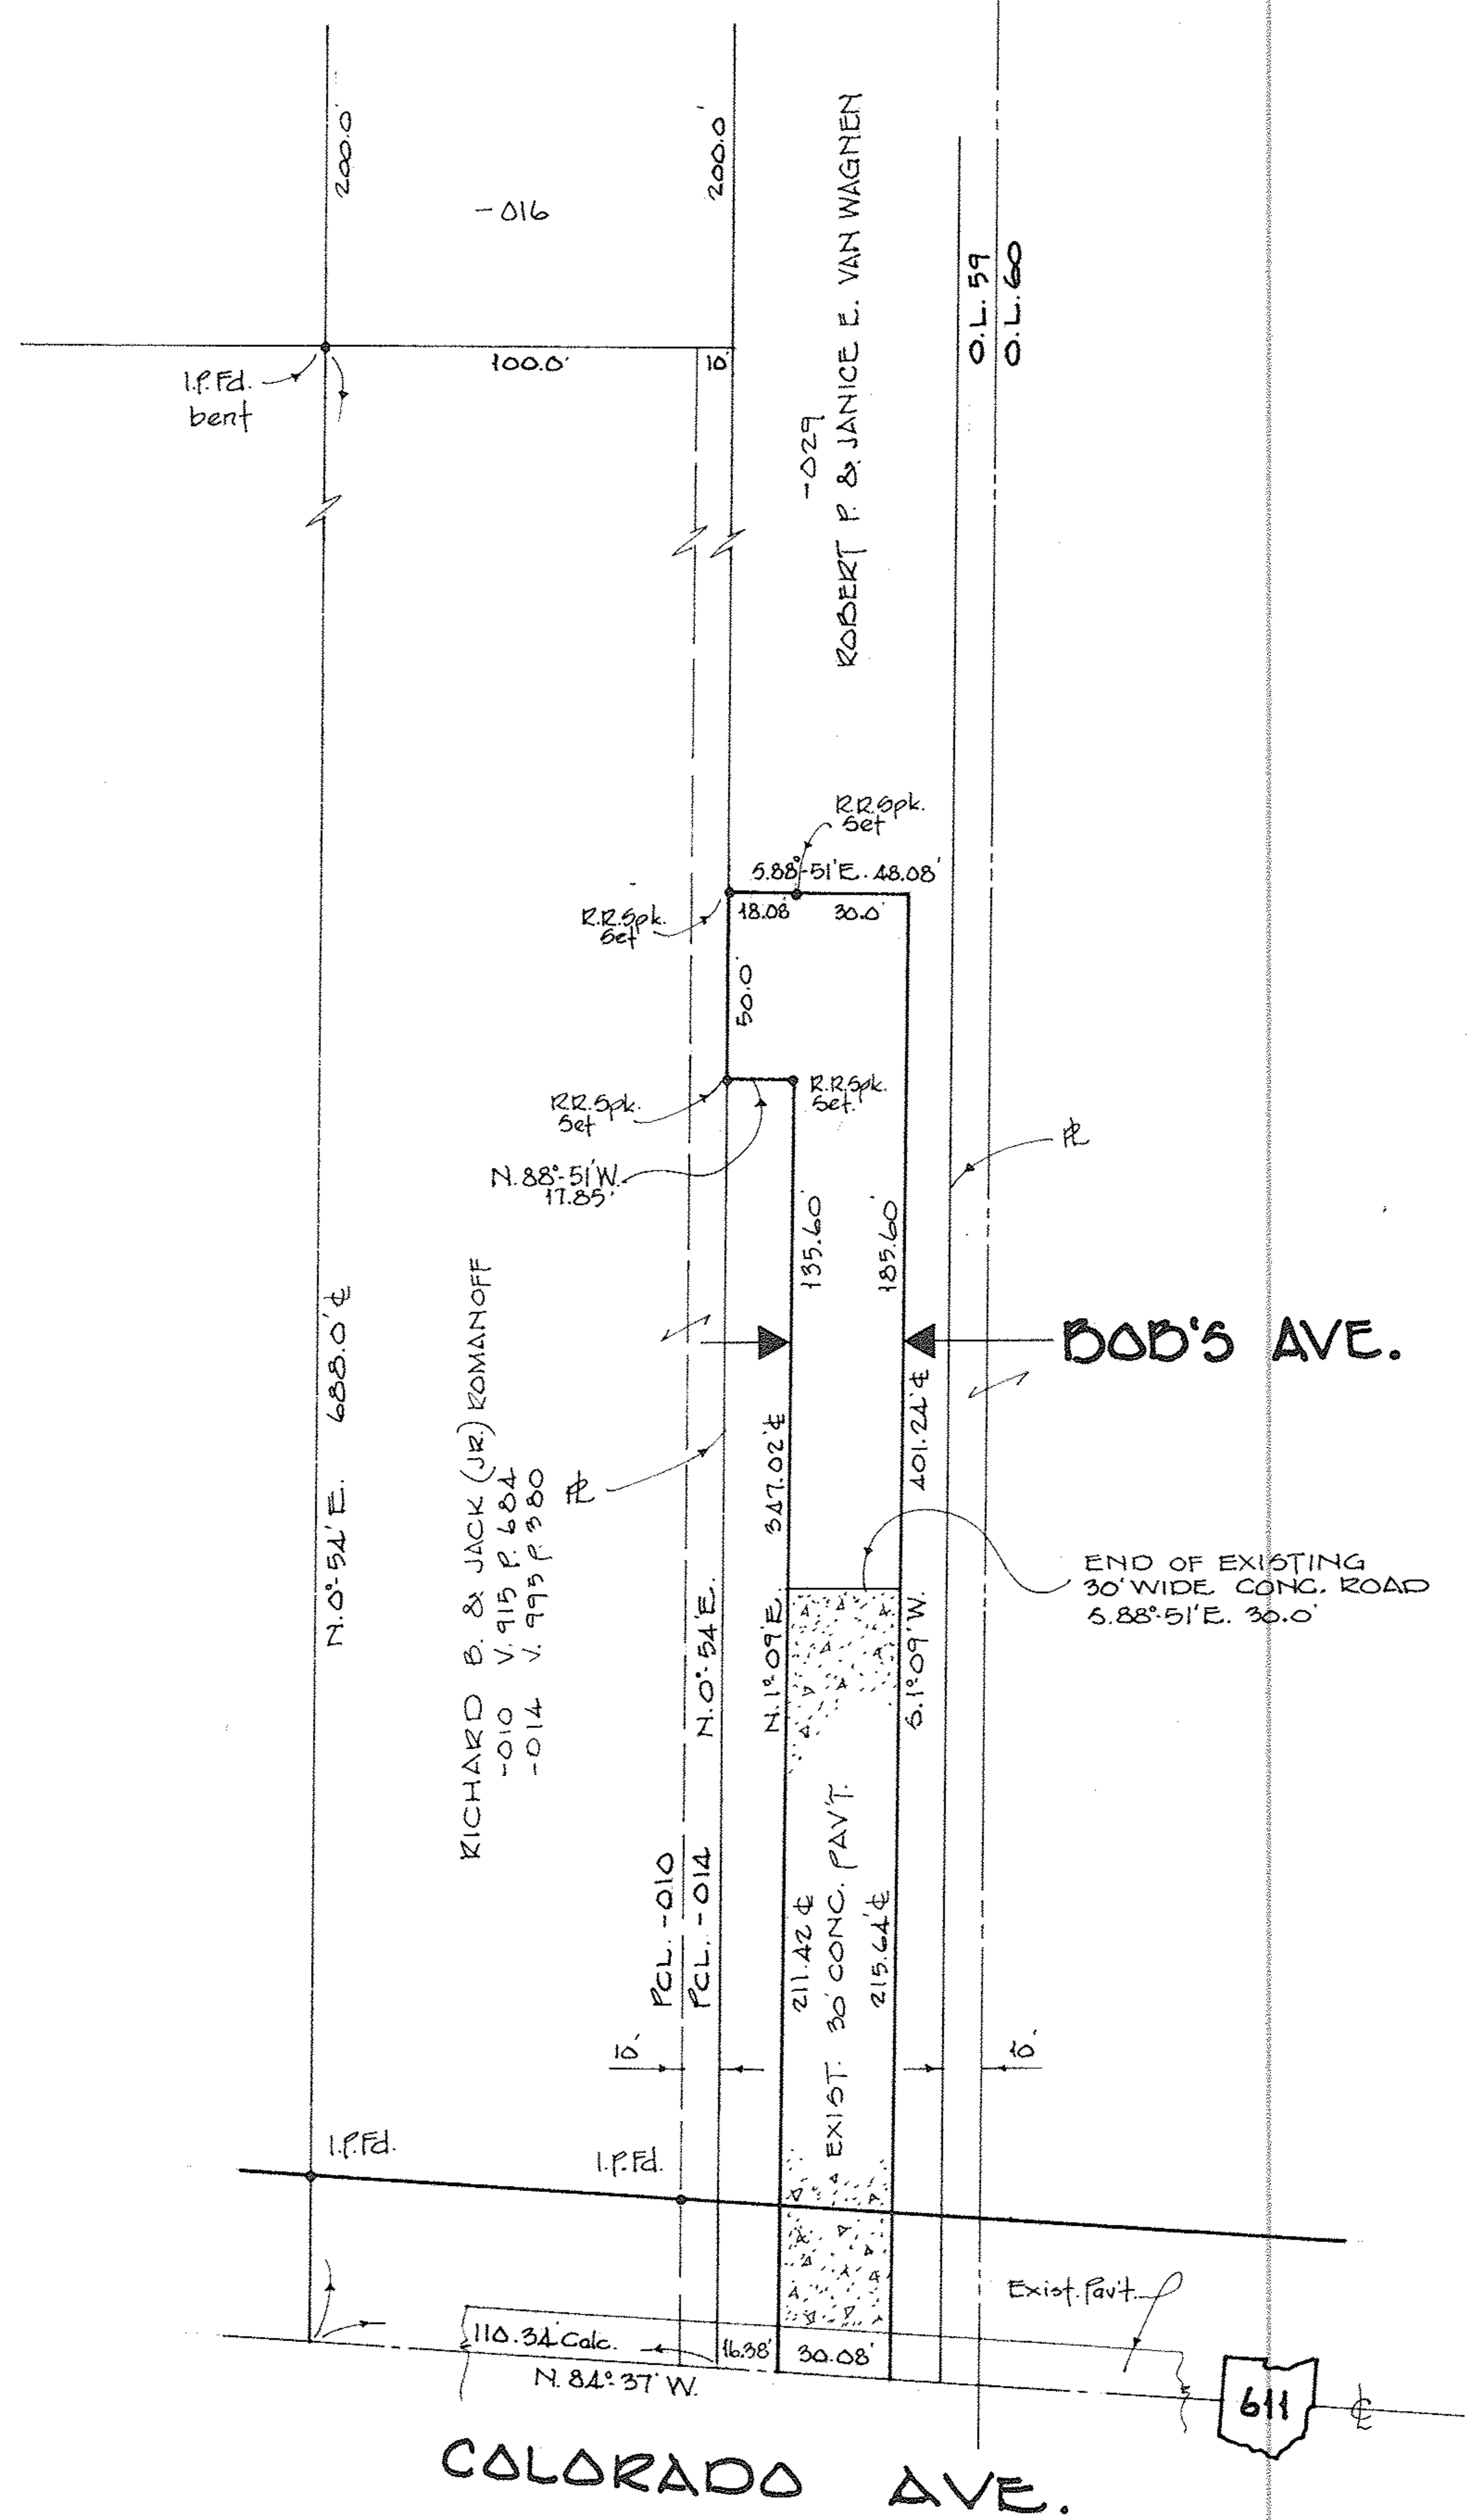 200.0'
200.0'
-016
O.L. 59
O.L. 60
I.P.Fd.
bent
100.0'
10'
-029
ROBERT P. & JANICE E. VAN WAGNEN
R.R.Spk.
Set
S.88°-51'E. 48.08'
18.08'
30.0'
R.R.Spk.
Set
50.0'
R.R.Spk.
Set
R.R.Spk.
Set
N.88°-51'W.
17.85'
135.60'
185.60'
℄
BOB'S AVE.
N.0°-54'E. 688.0' ℄
RICHARD B. & JACK (JR.) ROMANOFF
-010 V. 915 P. 684
-014 V. 995 P. 380
℄
347.02' ℄
401.24' ℄
END OF EXISTING
30' WIDE CONC. ROAD
S.88°-51'E. 30.0'
N.0°-54'E.
N.1°-09'E.
S.1°-09'W.
PCL. -010
PCL. -014
211.42 ℄
EXIST. 30' CONC. PAV'T.
215.64' ℄
10'
10'
I.P.Fd.
I.P.Fd.
Exist. Pav't.
110.34' Calc.
16.38'
30.08'
N. 84°-37' W.
611
℄
COLORADO AVE.